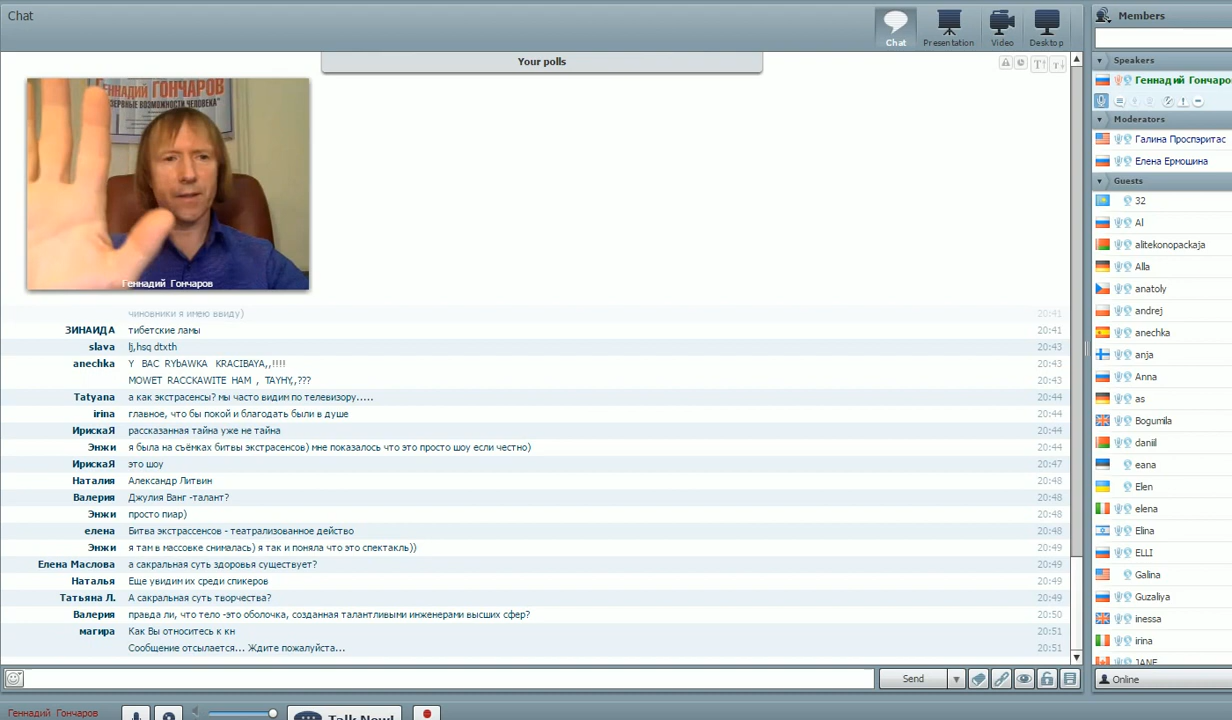 Chat
Chat
Presentation
Video
Desktop
Your polls
ГЕННАДИЙ ГОНЧАРОВ
ВОЗМОЖНОСТИ ЧЕЛОВЕКА
Геннадий Гончаров
чиновники я имею ввиду) 20:41
ЗИНАИДА тибетские ламы 20:41
slava lj,hsq dtxth 20:43
anechka Y BAC RYbAWKA KRACIBAYA,,!!!! 20:43
MOWET RACCKAWITE HAM , TAYHY,,??? 20:43
Tatyana а как экстрасенсы? мы часто видим по телевизору..... 20:44
irina главное, что бы покой и благодать были в душе 20:44
ИрискаЯ рассказанная тайна уже не тайна 20:44
Энжи я была на съёмках битвы экстрасенсов) мне показалось что это просто шоу если честно) 20:44
ИрискаЯ это шоу 20:47
Наталия Александр Литвин 20:48
Валерия Джулия Ванг -талант? 20:48
Энжи просто пиар) 20:48
елена Битва экстрассенсов - театрализованное действо 20:48
Энжи я там в массовке снималась) я так и поняла что это спектакль)) 20:49
Елена Маслова а сакральная суть здоровья существует? 20:49
Наталья Еще увидим их среди спикеров 20:49
Татьяна Л. А сакральная суть творчества? 20:49
Валерия правда ли, что тело -это оболочка, созданная талантливыми инженерами высших сфер? 20:50
магира Как Вы относитесь к кн 20:51
Сообщение отсылается... Ждите пожалуйста... 20:51
Send
Геннадий Гончаров
Talk Now!
Members
Speakers
Геннадий Гончаро
Moderators
Галина Проспэритас
Елена Ермошина
Guests
32
Al
alitekonopackaja
Alla
anatoly
andrej
anechka
anja
Anna
as
Bogumila
daniil
eana
Elen
elena
Elina
ELLI
Galina
Guzaliya
inessa
irina
JANE
Online